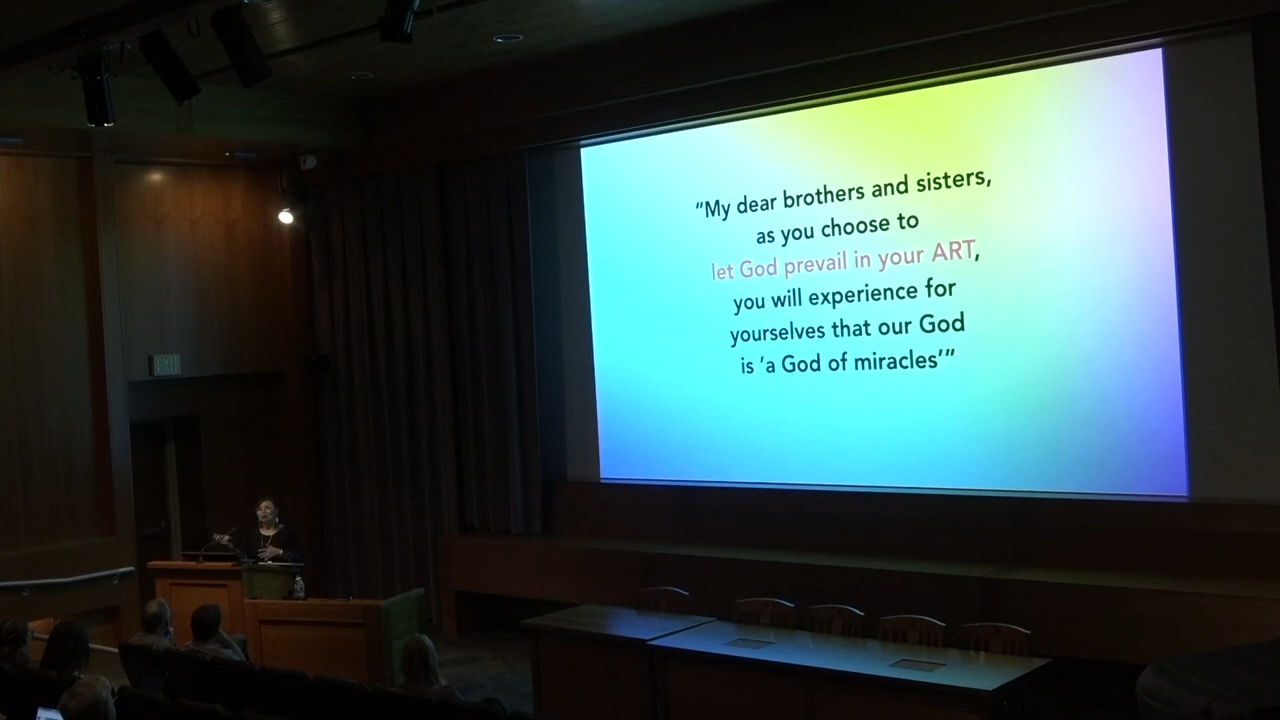 “My dear brothers and sisters,
as you choose to
let God prevail in your ART,
you will experience for
yourselves that our God
is ‘a God of miracles’”
EXIT